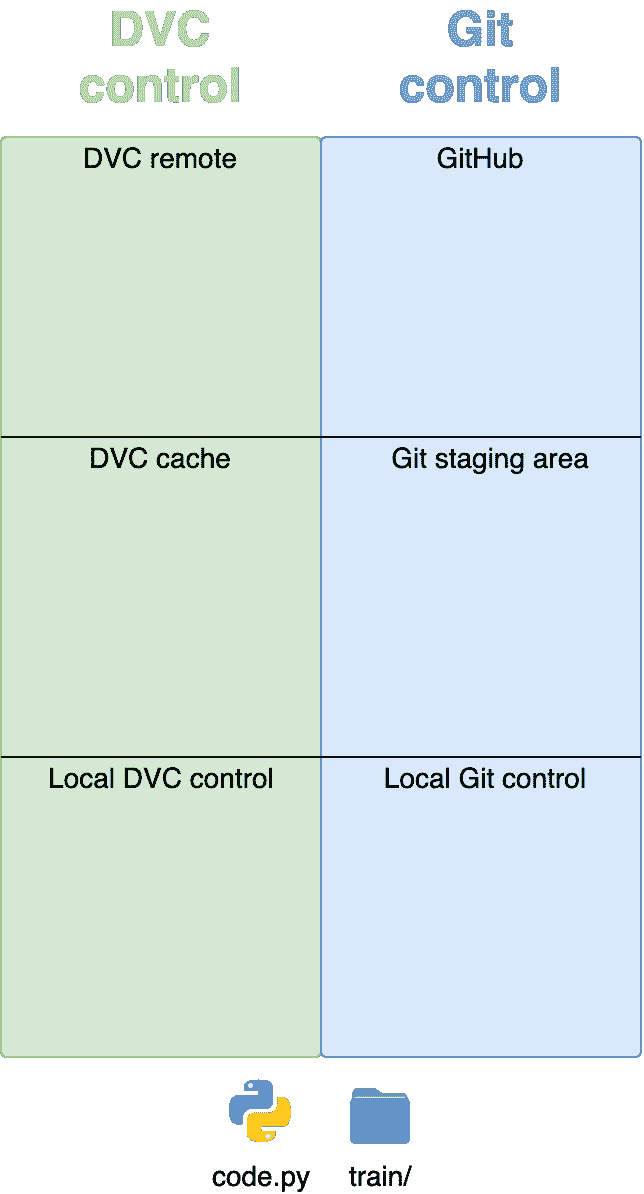 DVC
control
Git
control
DVC remote
GitHub
DVC cache
Git staging area
Local DVC control
Local Git control
code.py
train/